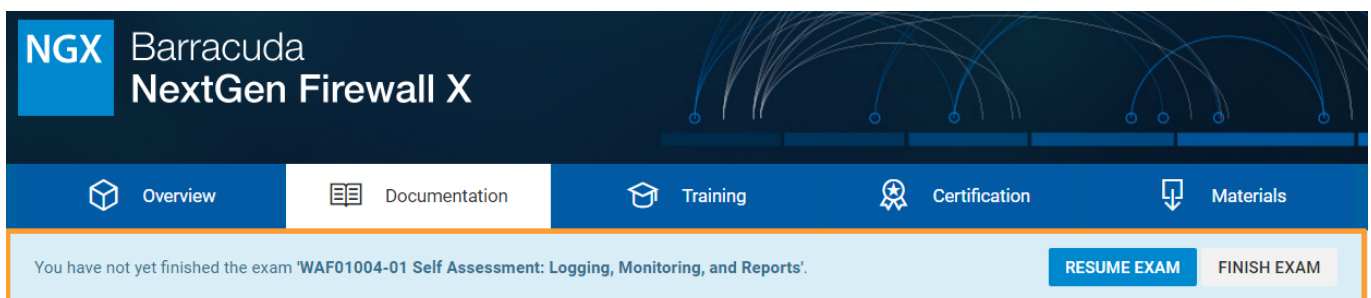 NGX Barracuda
NextGen Firewall X
Overview Documentation Training Certification Materials
You have not yet finished the exam 'WAF01004-01 Self Assessment: Logging, Monitoring, and Reports'. RESUME EXAM FINISH EXAM